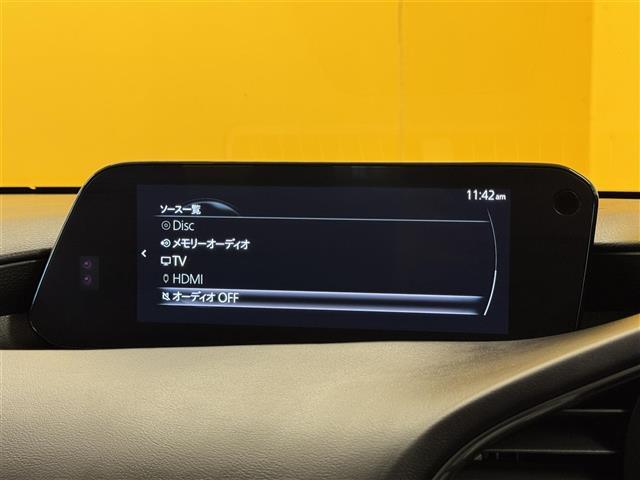 11:42am
ソース一覧
Disc
メモリーオーディオ
TV
HDMI
オーディオ OFF